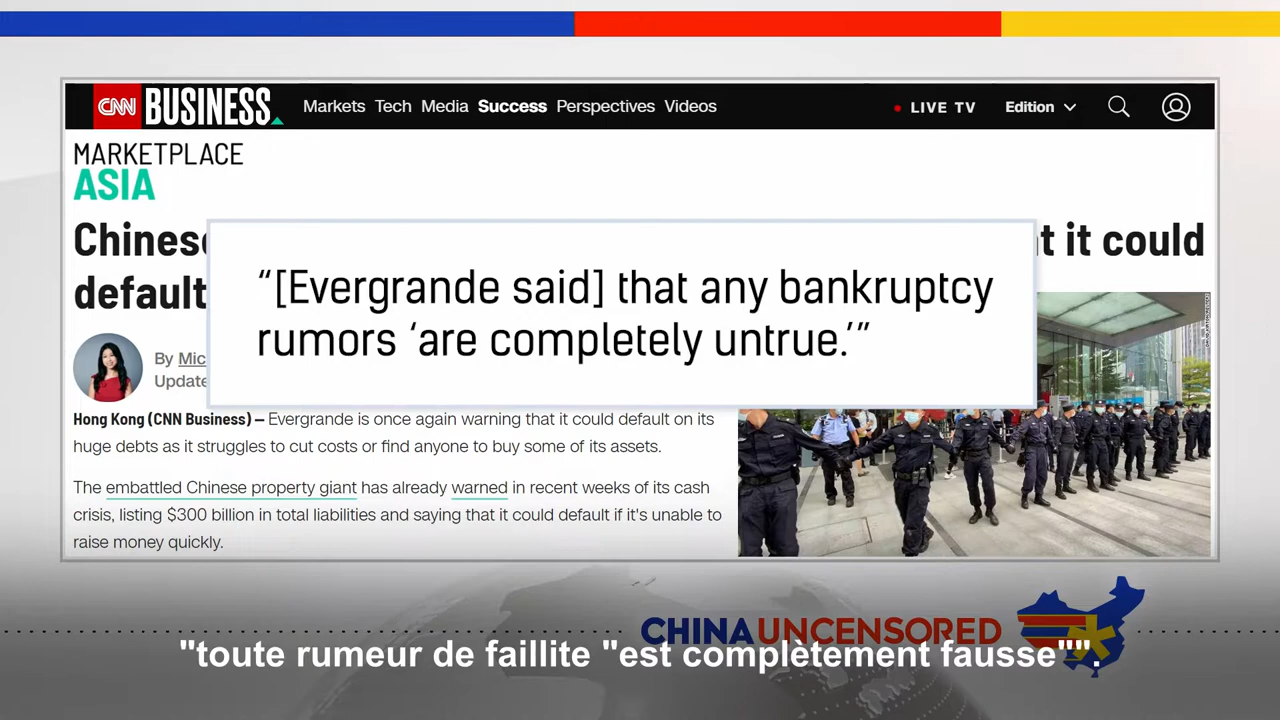 CNN BUSINESS Markets Tech Media Success Perspectives Videos LIVE TV Edition
MARKETPLACE
ASIA
Chinese t it could
default
“[Evergrande said] that any bankruptcy
rumors ‘are completely untrue.’”
By Mic
Update
Hong Kong (CNN Business) – Evergrande is once again warning that it could default on its
huge debts as it struggles to cut costs or find anyone to buy some of its assets.
The embattled Chinese property giant has already warned in recent weeks of its cash
crisis, listing $300 billion in total liabilities and saying that it could default if it's unable to
raise money quickly.
CHINA UNCENSORED
"toute rumeur de faillite "est complètement fausse"".